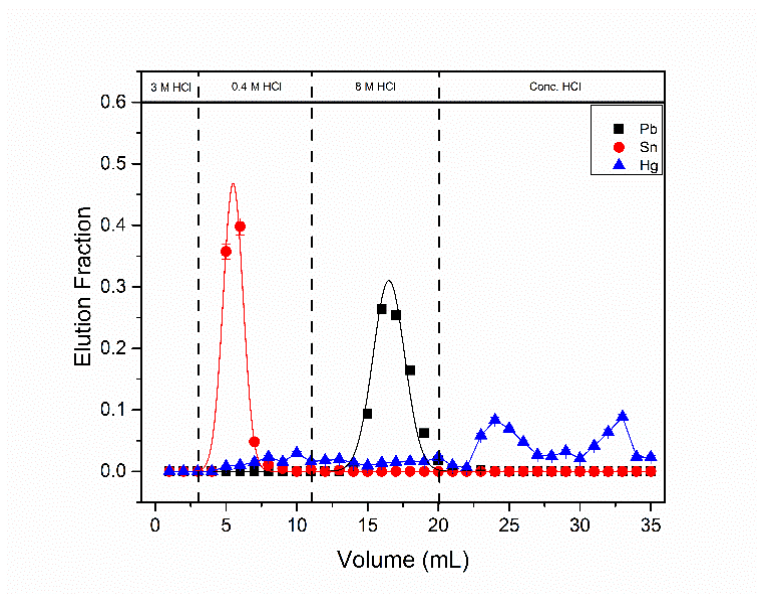 3 M HCl 0.4 M HCl 8 M HCl Conc. HCl
0.6
0.5
0.4
0.3
0.2
0.1
0.0
Elution Fraction
Pb
Sn
Hg
0 5 10 15 20 25 30 35
Volume (mL)